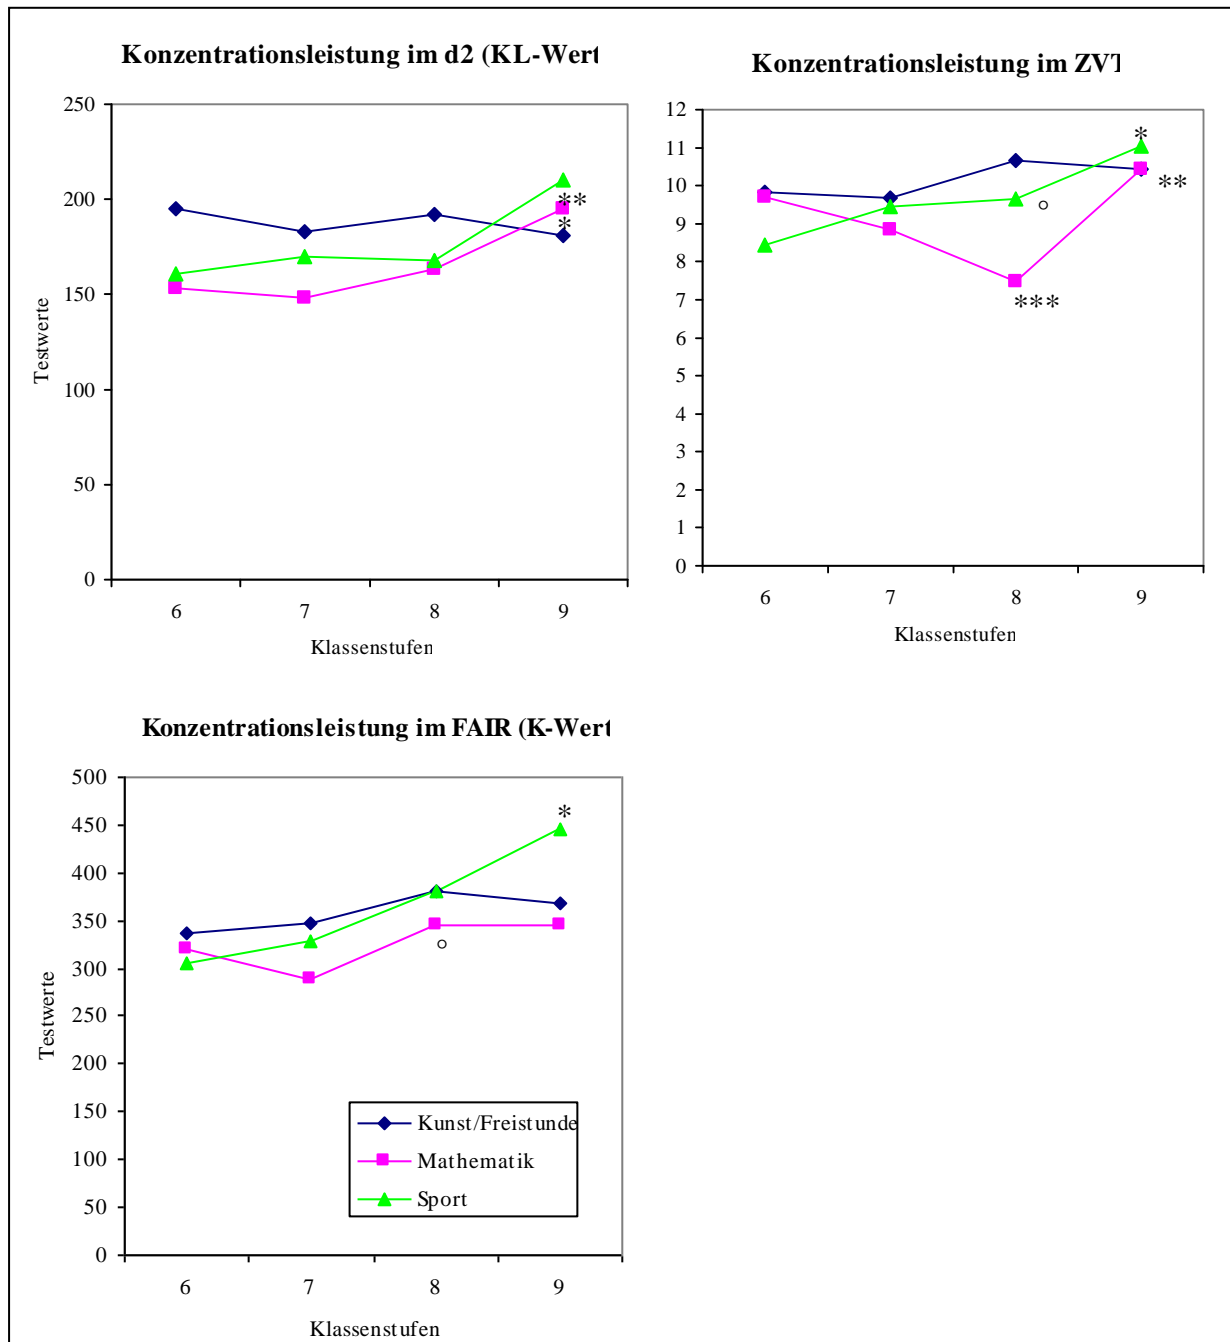 Konzentrationsleistung im d2 (KL-Wert
250
200
150
100
50
0
Testwerte
**
*
6 7 8 9
Klassenstufen
Konzentrationsleistung im ZVT
12
11
10
9
8
7
6
5
4
3
2
1
0
*
**
°
***
6 7 8 9
Klassenstufen
Konzentrationsleistung im FAIR (K-Wert
500
450
400
350
300
250
200
150
100
50
0
Testwerte
*
°
Kunst/Freistunde
Mathematik
Sport
6 7 8 9
Klassenstufen